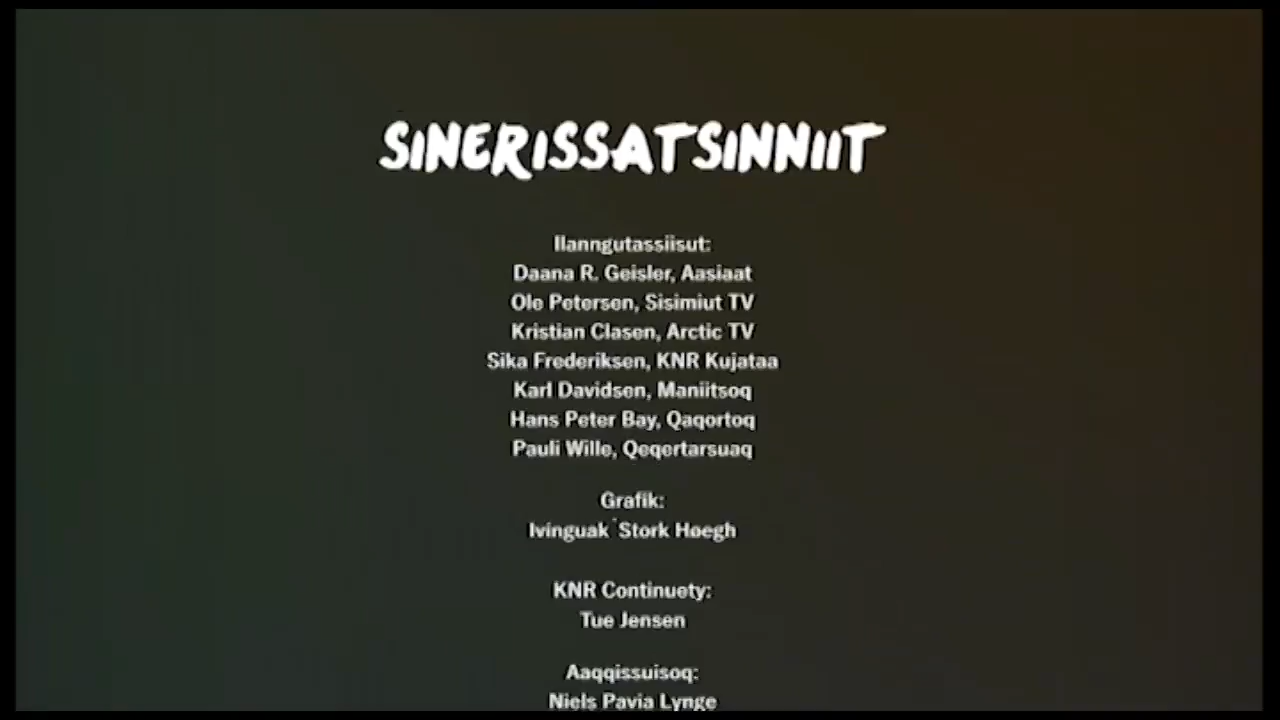 SINERISSATSINNIIT
Ilanngutassiisut:
Daana R. Geisler, Aasiaat
Ole Petersen, Sisimiut TV
Kristian Clasen, Arctic TV
Sika Frederiksen, KNR Kujataa
Karl Davidsen, Maniitsoq
Hans Peter Bay, Qaqortoq
Pauli Wille, Qeqertarsuaq
Grafik:
Ivinguak ̇ Stork Høegh
KNR Continuety:
Tue Jensen
Aaqqissuisoq:
Niels Pavia Lynge